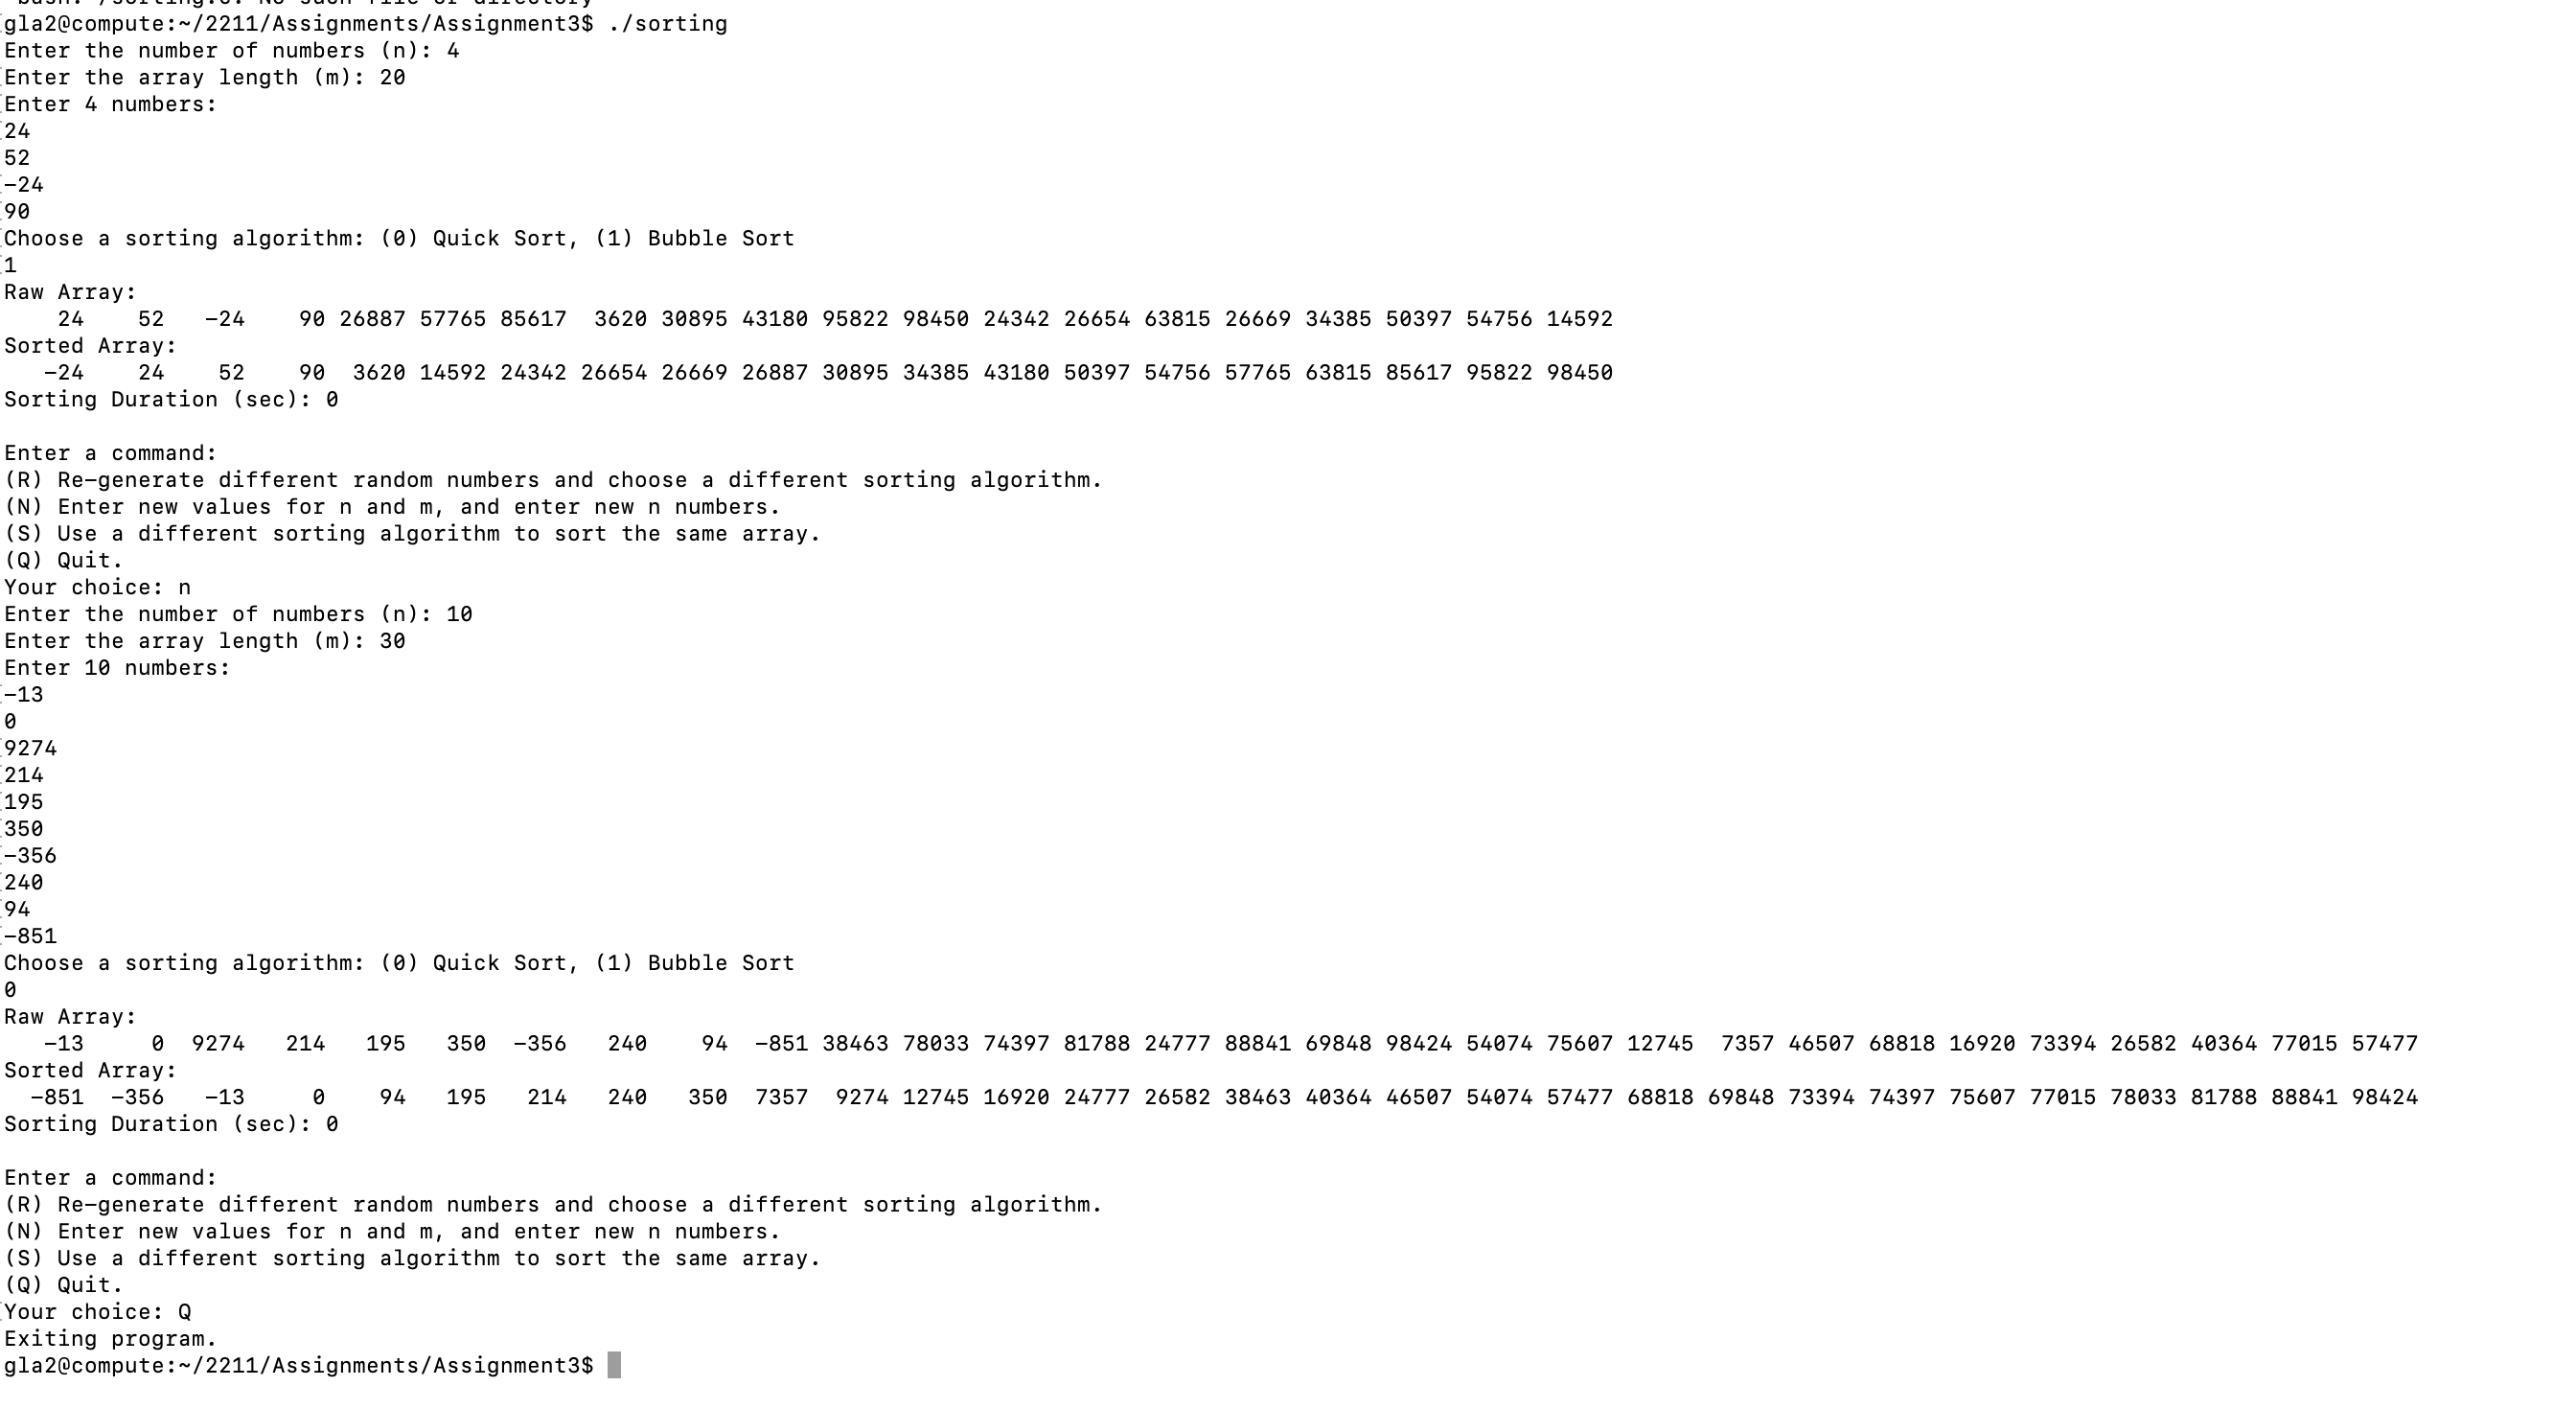 gla2@compute:~/2211/Assignments/Assignment3$ ./sorting
Enter the number of numbers (n): 4
Enter the array length (m): 20
Enter 4 numbers:
24
52
-24
90
Choose a sorting algorithm: (0) Quick Sort, (1) Bubble Sort
1
Raw Array:
24 52 -24 90 26887 57765 85617 3620 30895 43180 95822 98450 24342 26654 63815 26669 34385 50397 54756 14592
Sorted Array:
-24 24 52 90 3620 14592 24342 26654 26669 26887 30895 34385 43180 50397 54756 57765 63815 85617 95822 98450
Sorting Duration (sec): 0
Enter a command:
(R) Re-generate different random numbers and choose a different sorting algorithm.
(N) Enter new values for n and m, and enter new n numbers.
(S) Use a different sorting algorithm to sort the same array.
(Q) Quit.
Your choice: n
Enter the number of numbers (n): 10
Enter the array length (m): 30
Enter 10 numbers:
-13
0
9274
214
195
350
-356
240
94
-851
Choose a sorting algorithm: (0) Quick Sort, (1) Bubble Sort
0
Raw Array:
-13 0 9274 214 195 350 -356 240 94 -851 38463 78033 74397 81788 24777 88841 69848 98424 54074 75607 12745 7357 46507 68818 16920 73394 26582 40364 77015 57477
Sorted Array:
-851 -356 -13 0 94 195 214 240 350 7357 9274 12745 16920 24777 26582 38463 40364 46507 54074 57477 68818 69848 73394 74397 75607 77015 78033 81788 88841 98424
Sorting Duration (sec): 0
Enter a command:
(R) Re-generate different random numbers and choose a different sorting algorithm.
(N) Enter new values for n and m, and enter new n numbers.
(S) Use a different sorting algorithm to sort the same array.
(Q) Quit.
Your choice: Q
Exiting program.
gla2@compute:~/2211/Assignments/Assignment3$